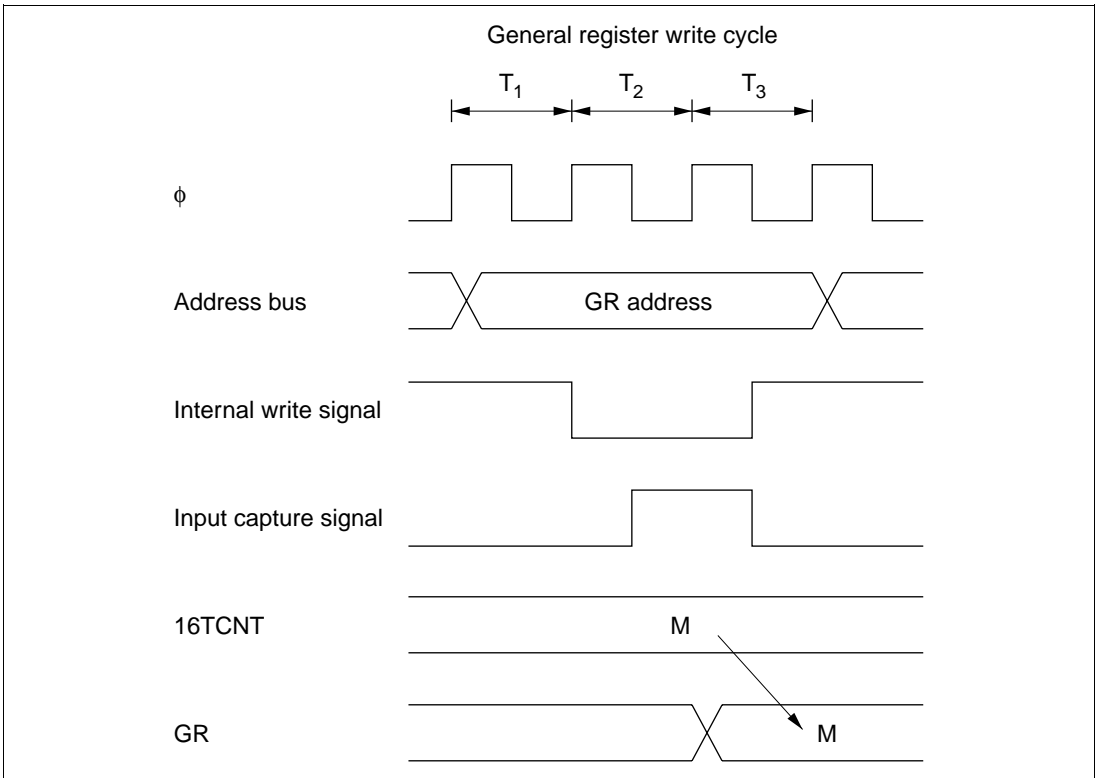 General register write cycle
T1 T2 T3
φ
Address bus
GR address
Internal write signal
Input capture signal
16TCNT
M
GR
M